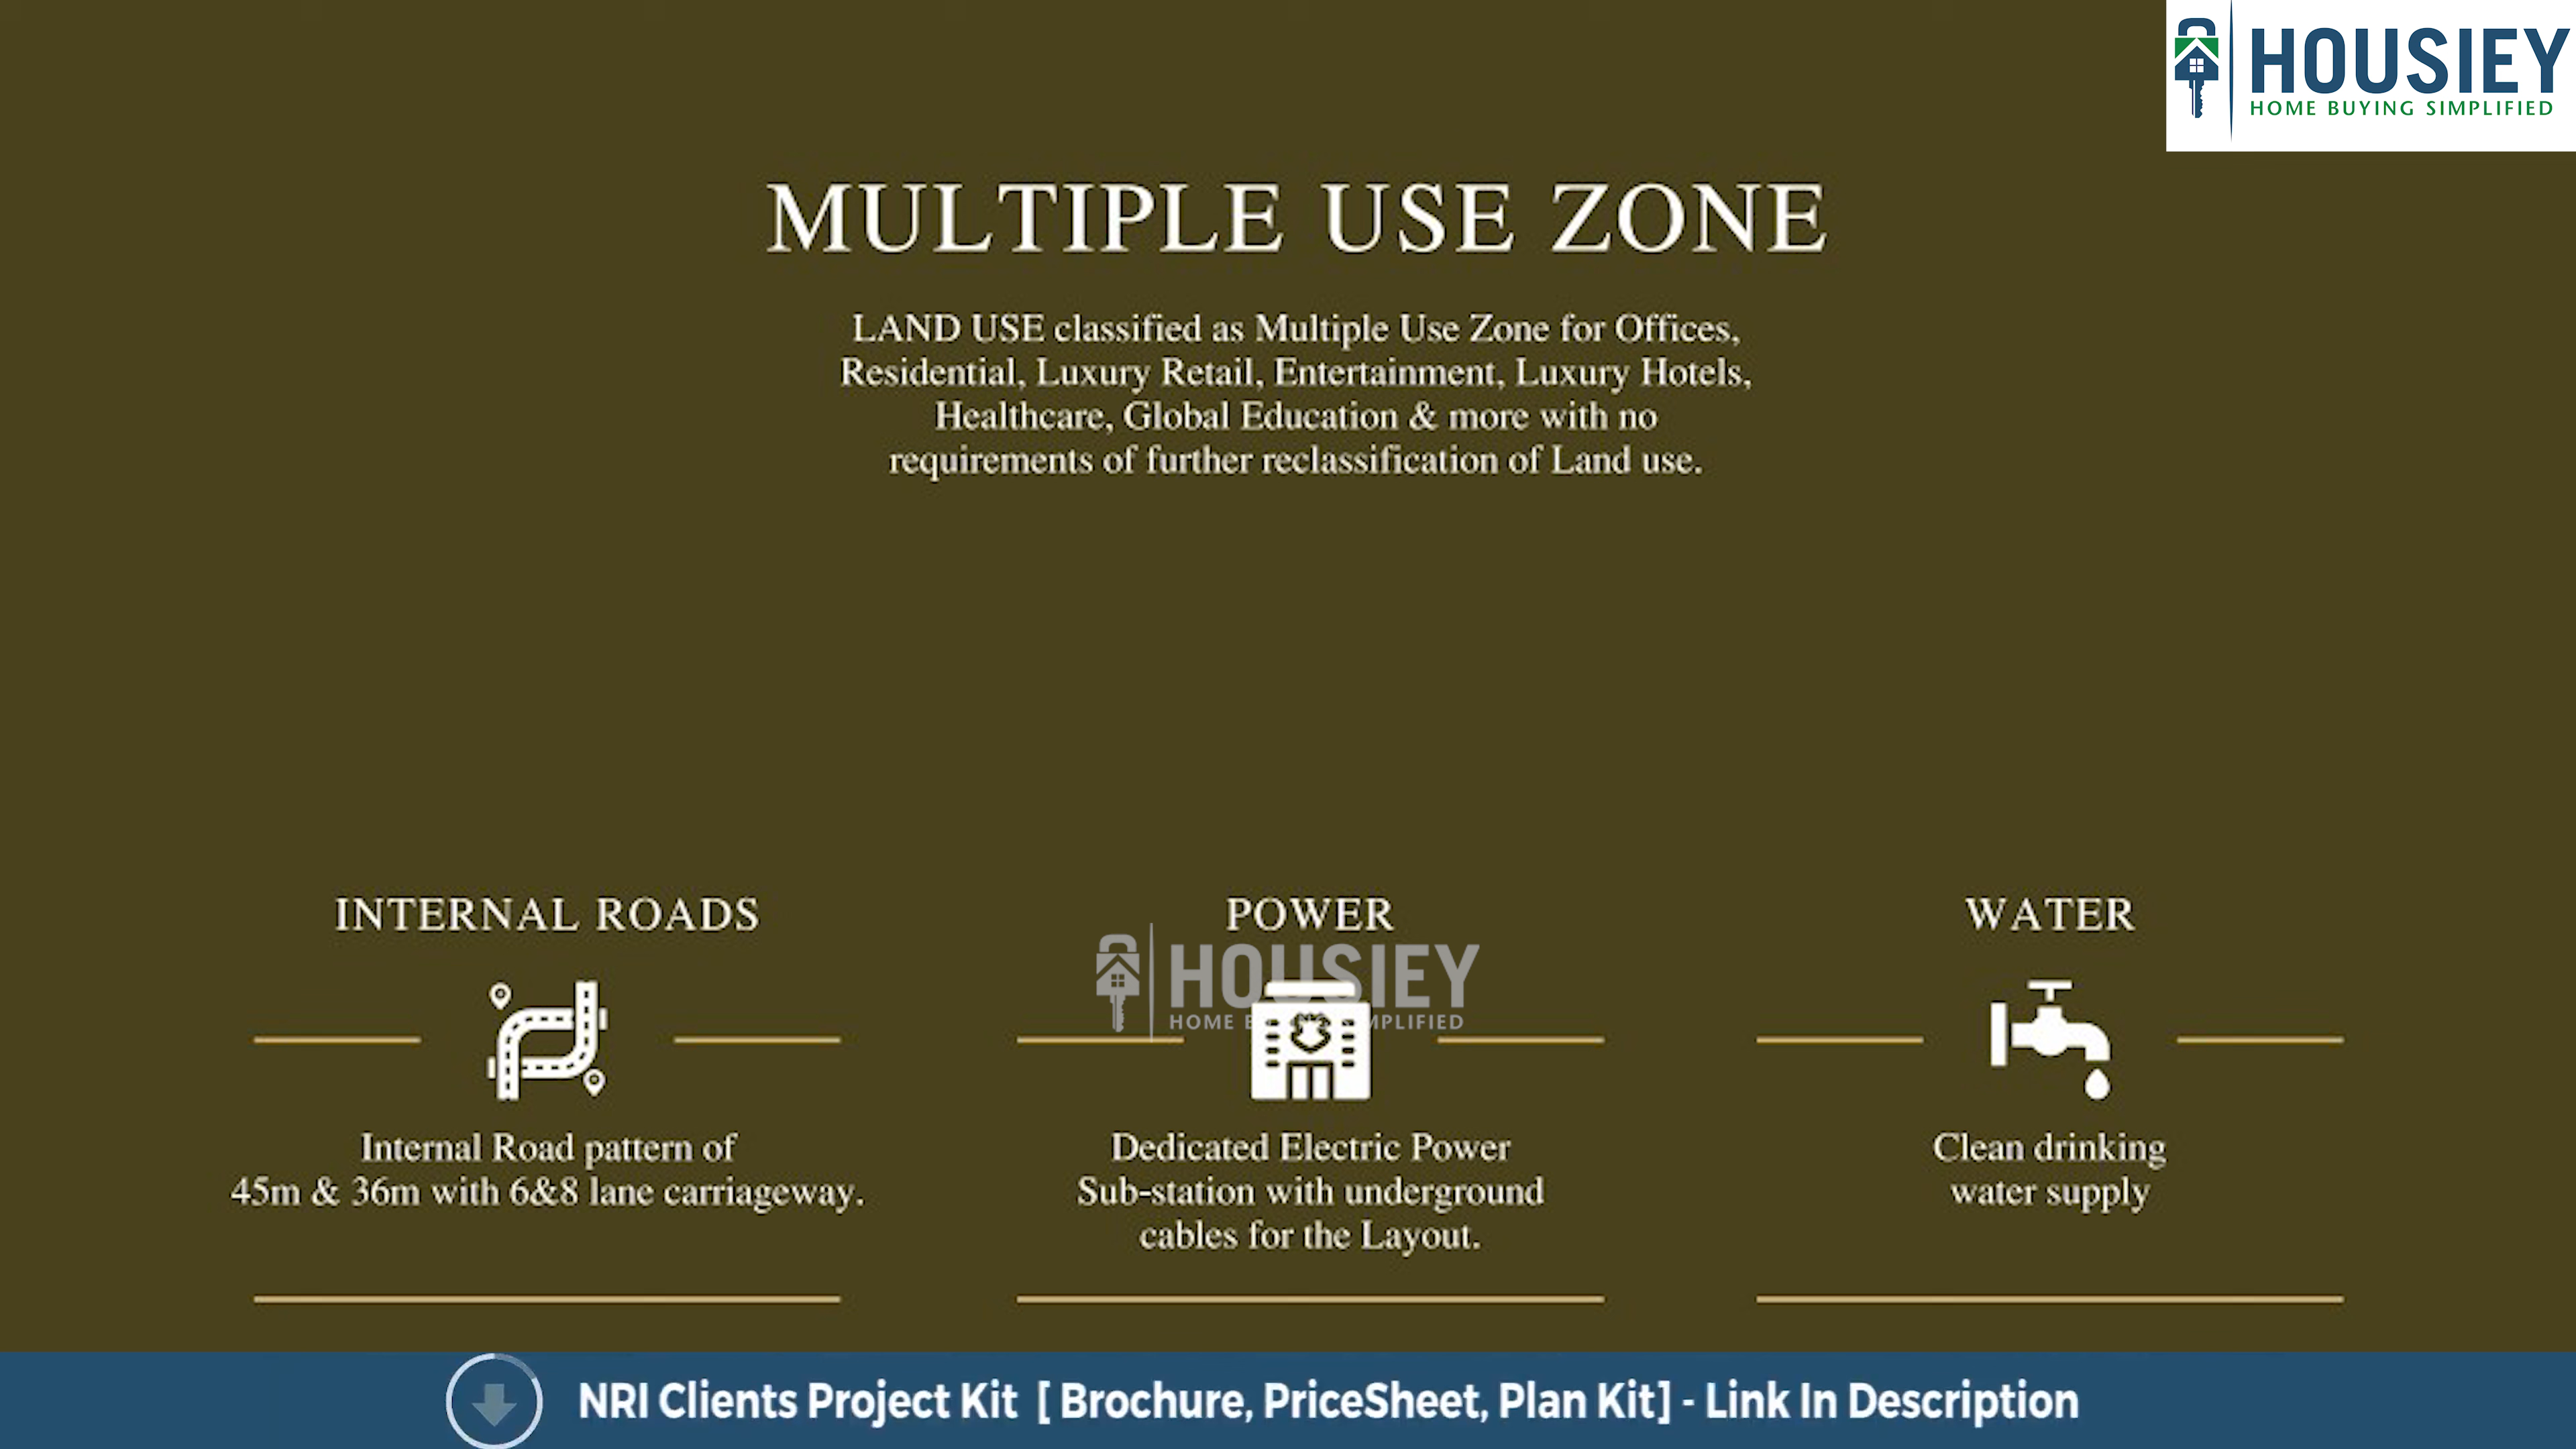 HOUSIEY
HOME BUYING SIMPLIFIED
MULTIPLE USE ZONE
LAND USE classified as Multiple Use Zone for Offices,
Residential, Luxury Retail, Entertainment, Luxury Hotels,
Healthcare, Global Education & more with no
requirements of further reclassification of Land use.
INTERNAL ROADS
Internal Road pattern of
45m & 36m with 6&8 lane carriageway.
POWER
HOUSIEY
HOME
Dedicated Electric Power
Sub-station with underground
cables for the Layout.
WATER
Clean drinking
water supply
NRI Clients Project Kit [ Brochure, PriceSheet, Plan Kit] - Link In Description